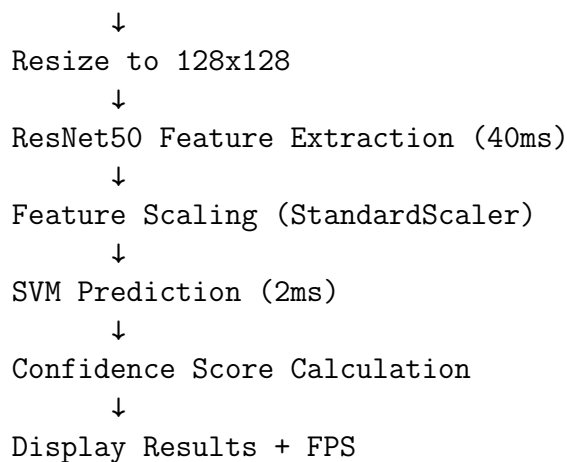 ↓
Resize to 128x128
↓
ResNet50 Feature Extraction (40ms)
↓
Feature Scaling (StandardScaler)
↓
SVM Prediction (2ms)
↓
Confidence Score Calculation
↓
Display Results + FPS